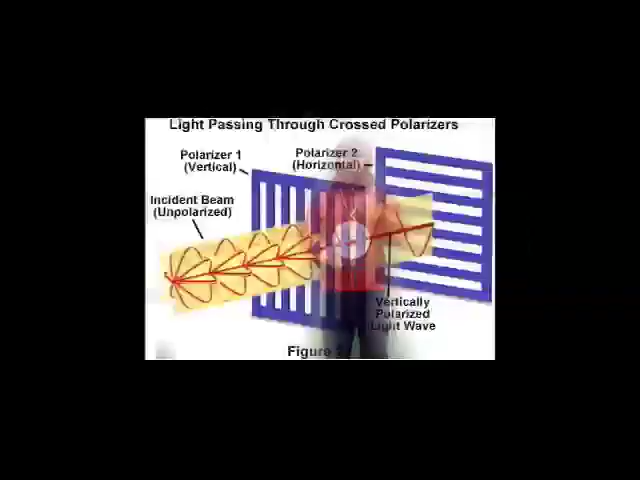 Light Passing Through Crossed Polarizers
Polarizer 1
(Vertical)
Polarizer 2
(Horizontal)
Incident Beam
(Unpolarized)
Vertically
Polarized
Light Wave
Figure